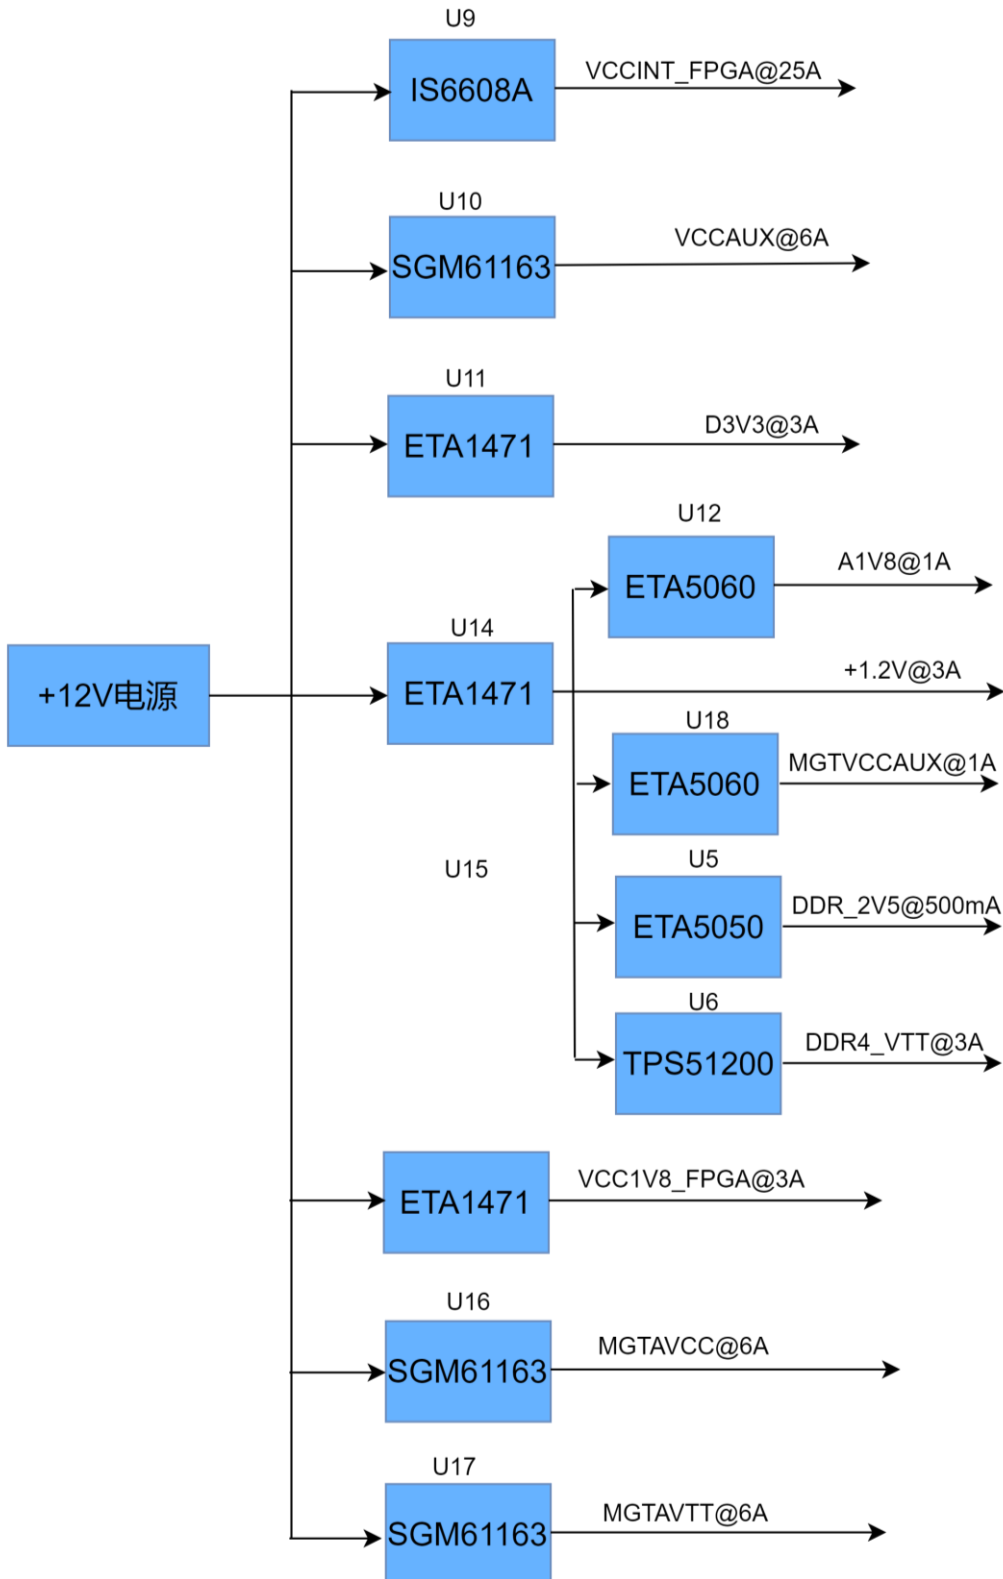 U9
IS6608A
VCCINT_FPGA@25A
U10
SGM61163
VCCAUX@6A
U11
ETA1471
D3V3@3A
U12
ETA5060
A1V8@1A
+12V电源
U14
ETA1471
+1.2V@3A
U18
ETA5060
MGTVCCAUX@1A
U15
U5
ETA5050
DDR_2V5@500mA
U6
TPS51200
DDR4_VTT@3A
ETA1471
VCC1V8_FPGA@3A
U16
SGM61163
MGTAVCC@6A
U17
SGM61163
MGTAVTT@6A